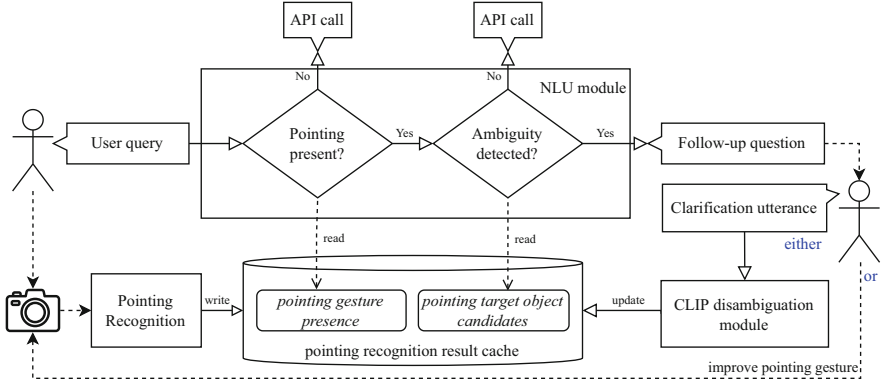 API call
API call
No
No
NLU module
User query
Pointing
present?
Yes
Ambiguity
detected?
Yes
Follow-up question
Clarification utterance
either
or
read
read
Pointing
Recognition
write
pointing gesture
presence
pointing target object
candidates
update
CLIP disambiguation
module
pointing recognition result cache
improve pointing gesture